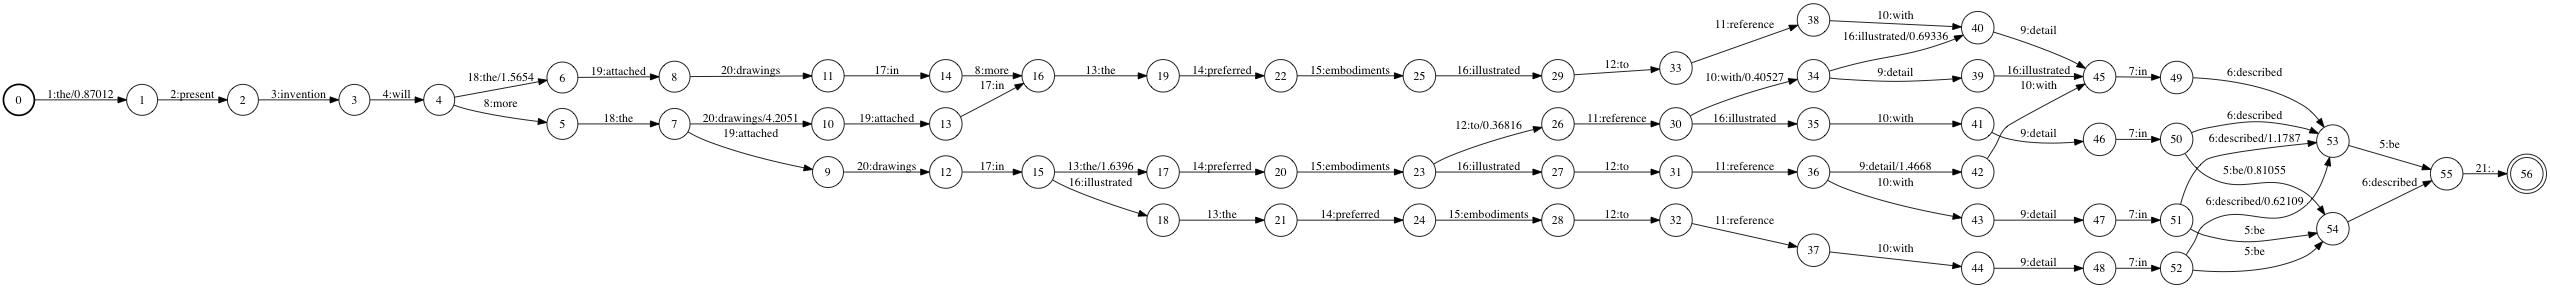 0 1:the/0.87012 1 2:present 2 3:invention 3 4:will 4
18:the/1.5654 6 19:attached 8 20:drawings 11 17:in 14 8:more 16 13:the 19 14:preferred 22 15:embodiments 25 16:illustrated 29 12:to 33 11:reference 38 10:with 40 9:detail 45 7:in 49 6:described 53 5:be 55 21:. 56
8:more 5 18:the 7 20:drawings/4.2051 10 19:attached 13 17:in
19:attached 9 20:drawings 12 17:in 15 13:the/1.6396 17 14:preferred 20 15:embodiments 23 12:to/0.36816 26 11:reference 30 10:with/0.40527 34 16:illustrated/0.69336
9:detail 39 16:illustrated
16:illustrated 35 10:with 41 9:detail 46 7:in 50 6:described
5:be/0.81055 54 6:described
16:illustrated 27 12:to 31 11:reference 36 9:detail/1.4668 42 10:with
10:with 43 9:detail 47 7:in 51 6:described/1.1787
5:be
16:illustrated 18 13:the 21 14:preferred 24 15:embodiments 28 12:to 32 11:reference 37 10:with 44 9:detail 48 7:in 52 6:described/0.62109
5:be